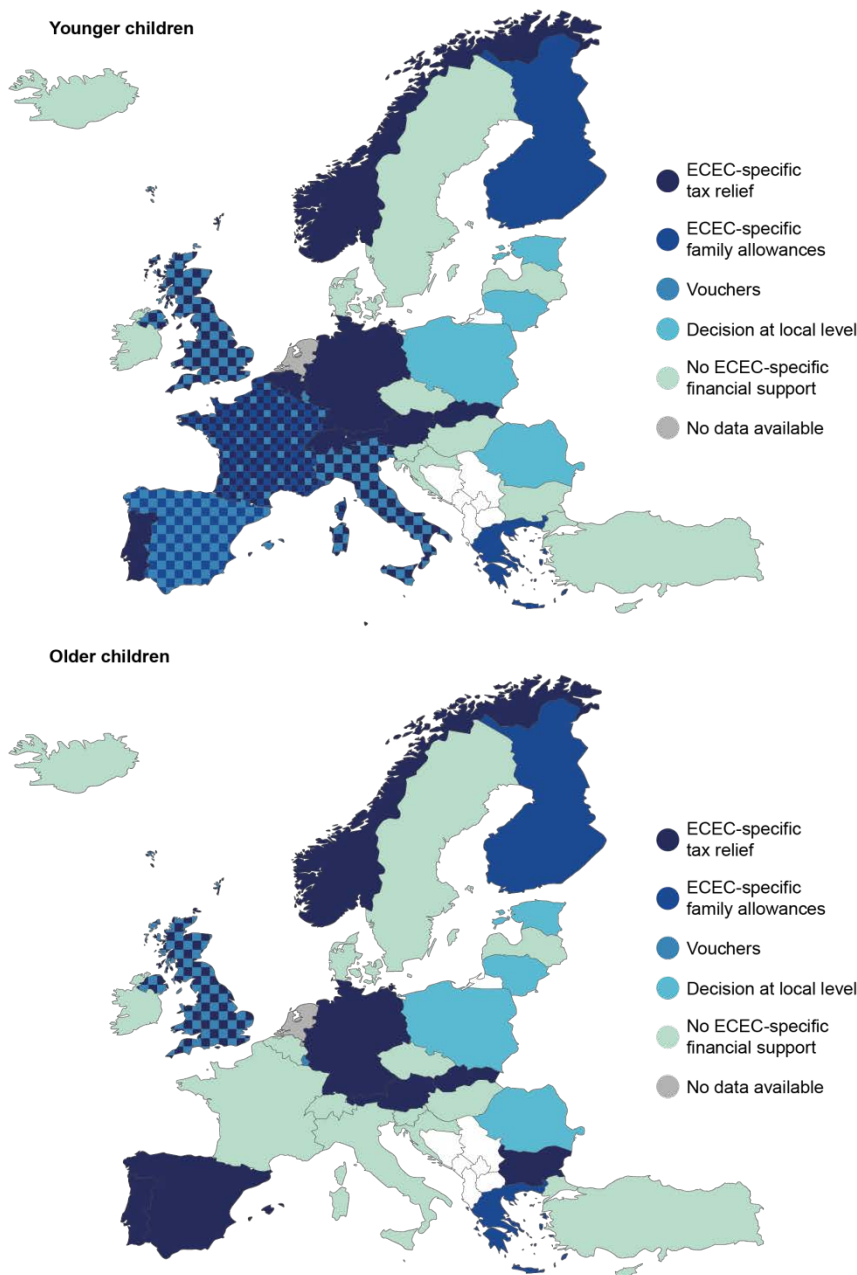 Younger children
ECEC-specific
tax relief
ECEC-specific
family allowances
Vouchers
Decision at local level
No ECEC-specific
financial support
No data available
Older children
ECEC-specific
tax relief
ECEC-specific
family allowances
Vouchers
Decision at local level
No ECEC-specific
financial support
No data available